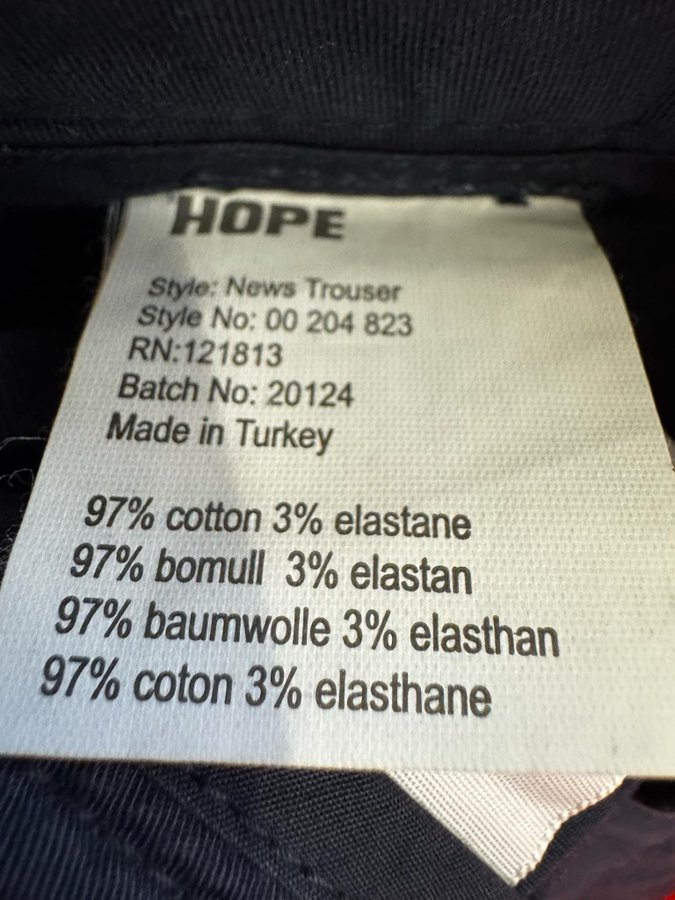 HOPE
Style: News Trouser
Style No: 00 204 823
RN:121813
Batch No: 20124
Made in Turkey
97% cotton 3% elastane
97% bomull 3% elastan
97% baumwolle 3% elasthan
97% coton 3% elasthane